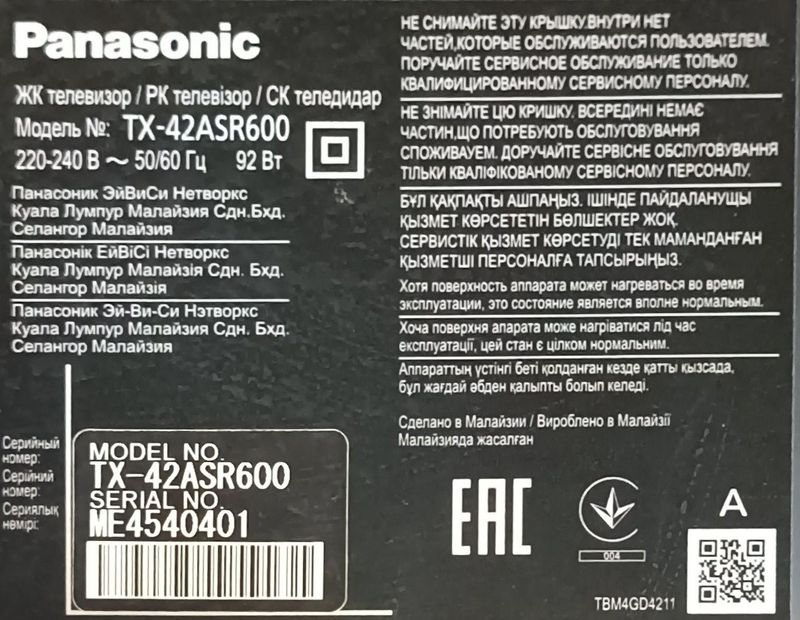 Panasonic
ЖК телевизор / РК телевізор / СК теледидар
Модель №: TX-42ASR600
220-240 В ~ 50/60 Гц 92 Вт
Панасоник ЭйВиСи Нетворкс
Куала Лумпур Малайзия Сдн.Бхд.
Селангор Малайзия
Панасонік ЕйВіСі Нетворкс
Куала Лумпур Малайзія Сдн. Бхд.
Селангор Малайзія
Панасоник Эй-Ви-Си Нэтворкс
Куала Лумпур Малайзия Сдн. Бхд.
Селангор Малайзия
Серийный
номер:
Серійний
номер:
Сериялық
нөмірі:
MODEL NO.
TX-42ASR600
SERIAL NO.
ME4540401
НЕ СНИМАЙТЕ ЭТУ КРЫШКУ.ВНУТРИ НЕТ
ЧАСТЕЙ,КОТОРЫЕ ОБСЛУЖИВАЮТСЯ ПОЛЬЗОВАТЕЛЕМ.
ПОРУЧАЙТЕ СЕРВИСНОЕ ОБСЛУЖИВАНИЕ ТОЛЬКО
КВАЛИФИЦИРОВАННОМУ СЕРВИСНОМУ ПЕРСОНАЛУ.
НЕ ЗНІМАЙТЕ ЦЮ КРИШКУ. ВСЕРЕДИНІ НЕМАЄ
ЧАСТИН,ЩО ПОТРЕБУЮТЬ ОБСЛУГОВУВАННЯ
СПОЖИВАЧЕМ. ДОРУЧАЙТЕ СЕРВІСНЕ ОБСЛУГОВУВАННЯ
ТІЛЬКИ КВАЛІФІКОВАНОМУ СЕРВІСНОМУ ПЕРСОНАЛУ.
БҰЛ ҚАҚПАҚТЫ АШПАҢЫЗ. ІШІНДЕ ПАЙДАЛАНУЩЫ
ҚЫЗМЕТ КӨРСЕТЕТІН БӨЛШЕКТЕР ЖОҚ.
СЕРВИСТІК ҚЫЗМЕТ КӨРСЕТУДІ ТЕК МАМАНДАНҒАН
ҚЫЗМЕТШІ ПЕРСОНАЛҒА ТАПСЫРЫҢЫЗ.
Хотя поверхность аппарата может нагреваться во время
эксплуатации, это состояние является вполне нормальным.
Хоча поверхня апарата може нагріватися під час
експлуатації, цей стан є цілком нормальним.
Аппараттың үстіңгі беті қолданған кезде қатты қызсада,
бұл жағдай әбден қалыпты болып келеді.
Сделано в Малайзии / Вироблено в Малайзії
Малайзияда жасалған
EAC
004
A
TBM4GD4211